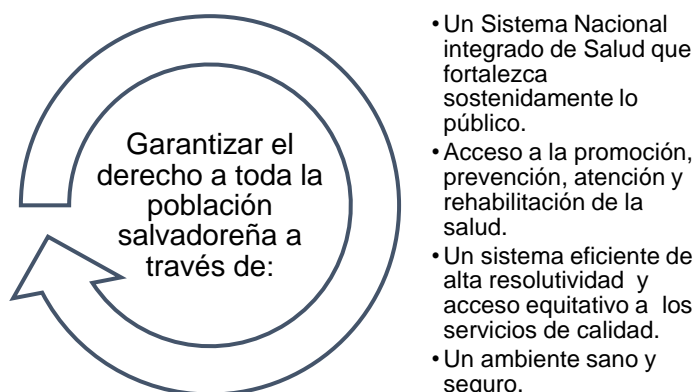 Garantizar el
derecho a toda la
población
salvadoreña a
través de:
•Un Sistema Nacional
integrado de Salud que
fortalezca
sostenidamente lo
público.
•Acceso a la promoción,
prevención, atención y
rehabilitación de la
salud.
•Un sistema eficiente de
alta resolutividad y
acceso equitativo a los
servicios de calidad.
•Un ambiente sano y
seguro.